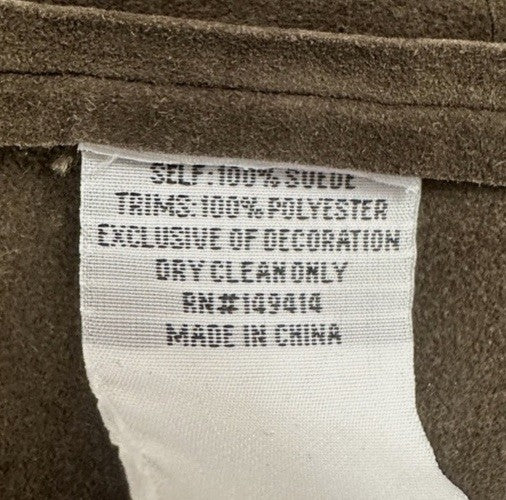 SELF:100% SUEDE
TRIMS:100% POLYESTER
EXCLUSIVE OF DECORATION
DRY CLEAN ONLY
RN#149414
MADE IN CHINA